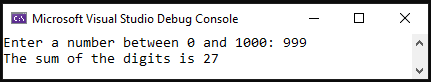 Microsoft Visual Studio Debug Console
Enter a number between 0 and 1000: 999
The sum of the digits is 27